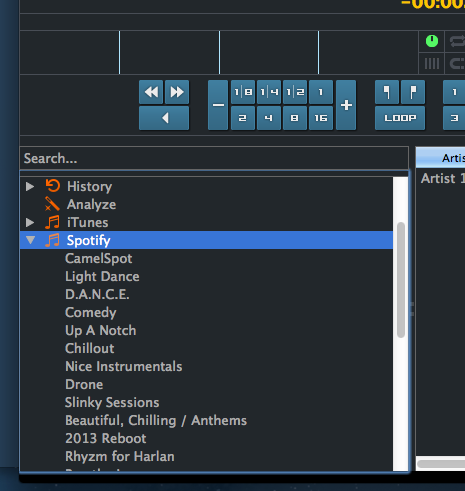 -00:00.
1|8 1|4 1|2 1
2 4 8 16
LOOP
1
3
Search...
Artis
Artist 1
History
Analyze
iTunes
Spotify
CamelSpot
Light Dance
D.A.N.C.E.
Comedy
Up A Notch
Chillout
Nice Instrumentals
Drone
Slinky Sessions
Beautiful, Chilling / Anthems
2013 Reboot
Rhyzm for Harlan